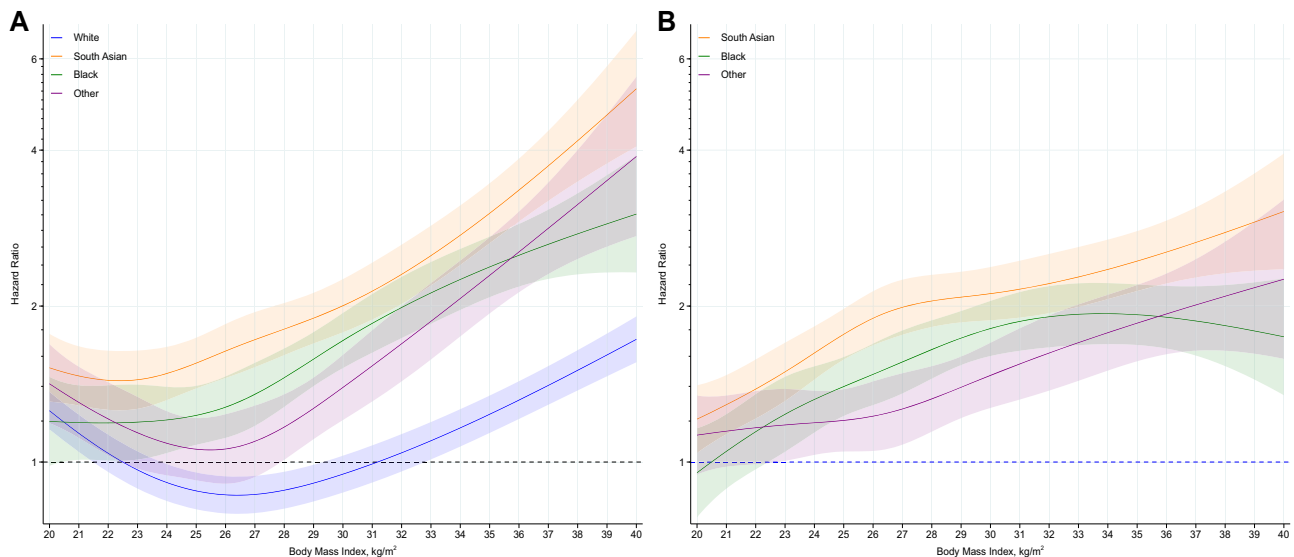 A
White
South Asian
Black
Other
6
4
2
1
Hazard Ratio
20 21 22 23 24 25 26 27 28 29 30 31 32 33 34 35 36 37 38 39 40
Body Mass Index, kg/m²
B
South Asian
Black
Other
6
4
2
1
Hazard Ratio
20 21 22 23 24 25 26 27 28 29 30 31 32 33 34 35 36 37 38 39 40
Body Mass Index, kg/m²